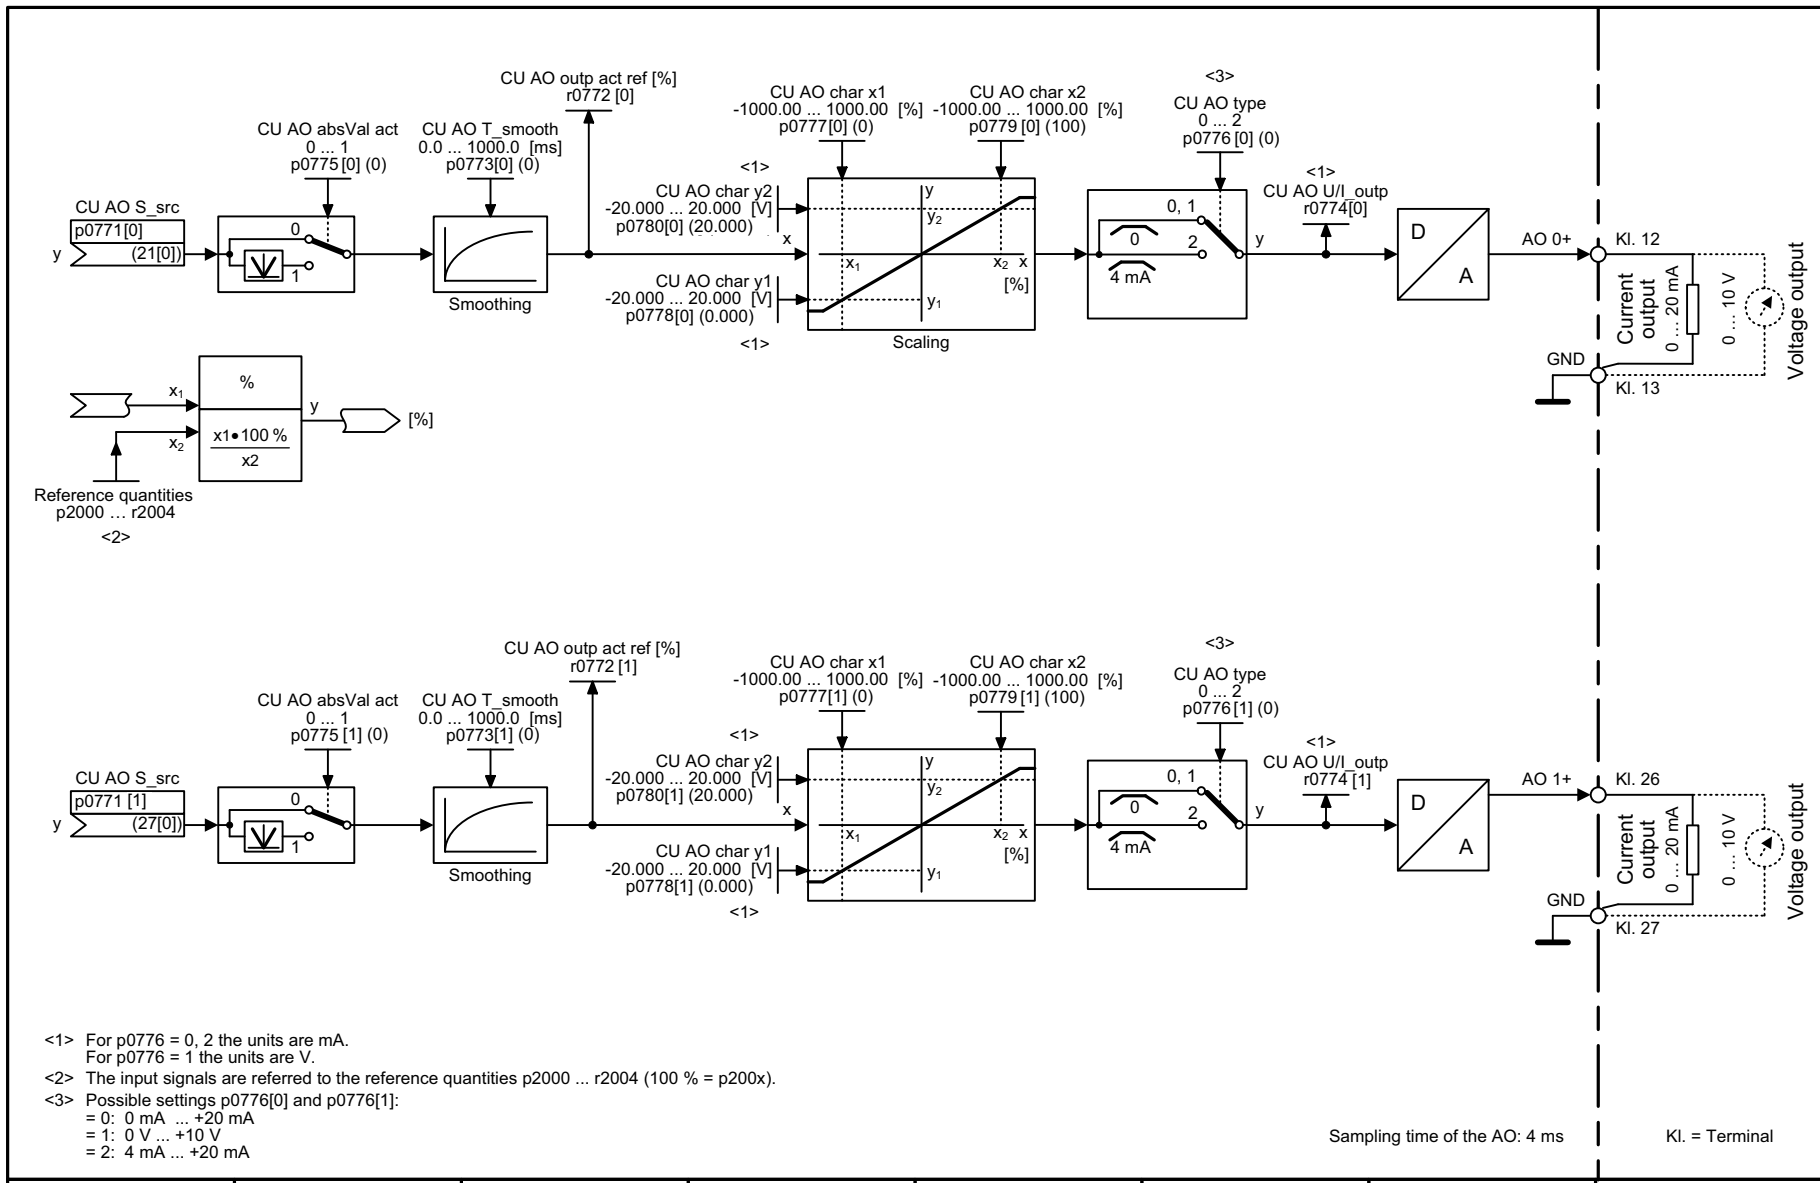 CU AO outp act ref [%]
r0772 [0]
CU AO absVal act
0 ... 1
p0775[0] (0)
CU AO T_smooth
0.0 ... 1000.0 [ms]
p0773[0] (0)
CU AO char x1
-1000.00 ... 1000.00 [%]
p0777[0] (0)
CU AO char x2
-1000.00 ... 1000.00 [%]
p0779 [0] (100)
<3>
CU AO type
0 ... 2
p0776 [0] (0)
CU AO S_src
p0771[0]
y
(21[0])
0
1
Smoothing
<1>
CU AO char y2
-20.000 ... 20.000 [V]
p0780[0] (20.000)
x
CU AO char y1
-20.000 ... 20.000 [V]
p0778[0] (0.000)
<1>
y
y2
x1
x2 x
[%]
y1
Scaling
0, 1
0
2
4 mA
y
<1>
CU AO U/I_outp
r0774[0]
D
A
AO 0+
Kl. 12
GND
Kl. 13
Current output
0 ... 20 mA
0 ... 10 V
Voltage output
x1
x2
%
x1•100 %
x2
y
[%]
Reference quantities
p2000 ... r2004
<2>
CU AO outp act ref [%]
r0772 [1]
CU AO absVal act
0 ... 1
p0775 [1] (0)
CU AO T_smooth
0.0 ... 1000.0 [ms]
p0773[1] (0)
CU AO char x1
-1000.00 ... 1000.00 [%]
p0777[1] (0)
CU AO char x2
-1000.00 ... 1000.00 [%]
p0779 [1] (100)
<3>
CU AO type
0 ... 2
p0776 [1] (0)
CU AO S_src
p0771 [1]
y
(27[0])
0
1
Smoothing
<1>
CU AO char y2
-20.000 ... 20.000 [V]
p0780[1] (20.000)
x
CU AO char y1
-20.000 ... 20.000 [V]
p0778[1] (0.000)
<1>
y
y2
x1
x2 x
[%]
y1
0, 1
0
2
4 mA
y
<1>
CU AO U/I_outp
r0774 [1]
D
A
AO 1+
Kl. 26
GND
Kl. 27
Current output
0 ... 20 mA
0 ... 10 V
Voltage output
<1> For p0776 = 0, 2 the units are mA.
For p0776 = 1 the units are V.
<2> The input signals are referred to the reference quantities p2000 ... r2004 (100 % = p200x).
<3> Possible settings p0776[0] and p0776[1]:
= 0: 0 mA ... +20 mA
= 1: 0 V ... +10 V
= 2: 4 mA ... +20 mA
Sampling time of the AO: 4 ms
Kl. = Terminal